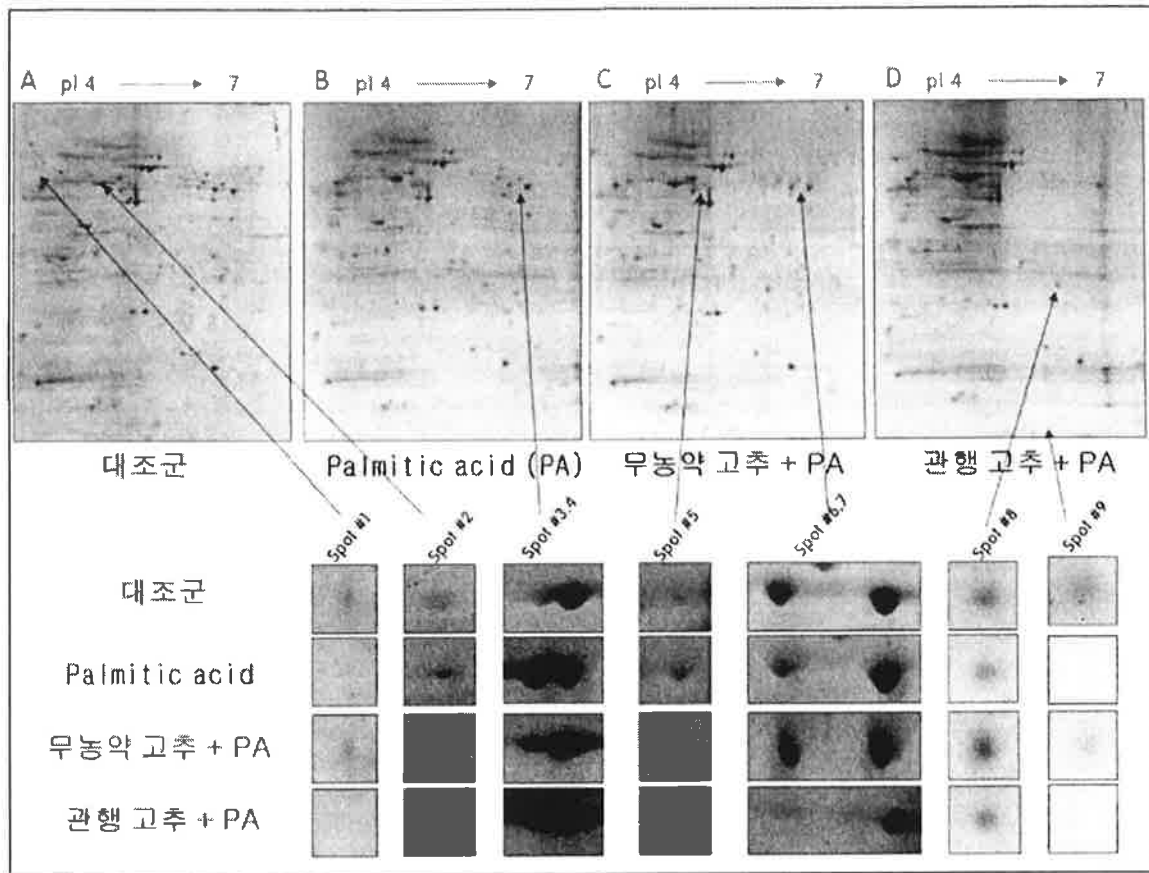 A pI 4 7 B pI 4 7 C pI 4 7 D pI 4 7
대조군 Palmitic acid (PA) 무농약 고추 + PA 관행 고추 + PA
Spot #1 Spot #2 Spot #3,4 Spot #5 Spot #6,7 Spot #8 Spot #9
대조군
Palmitic acid
무농약 고추 + PA
관행 고추 + PA